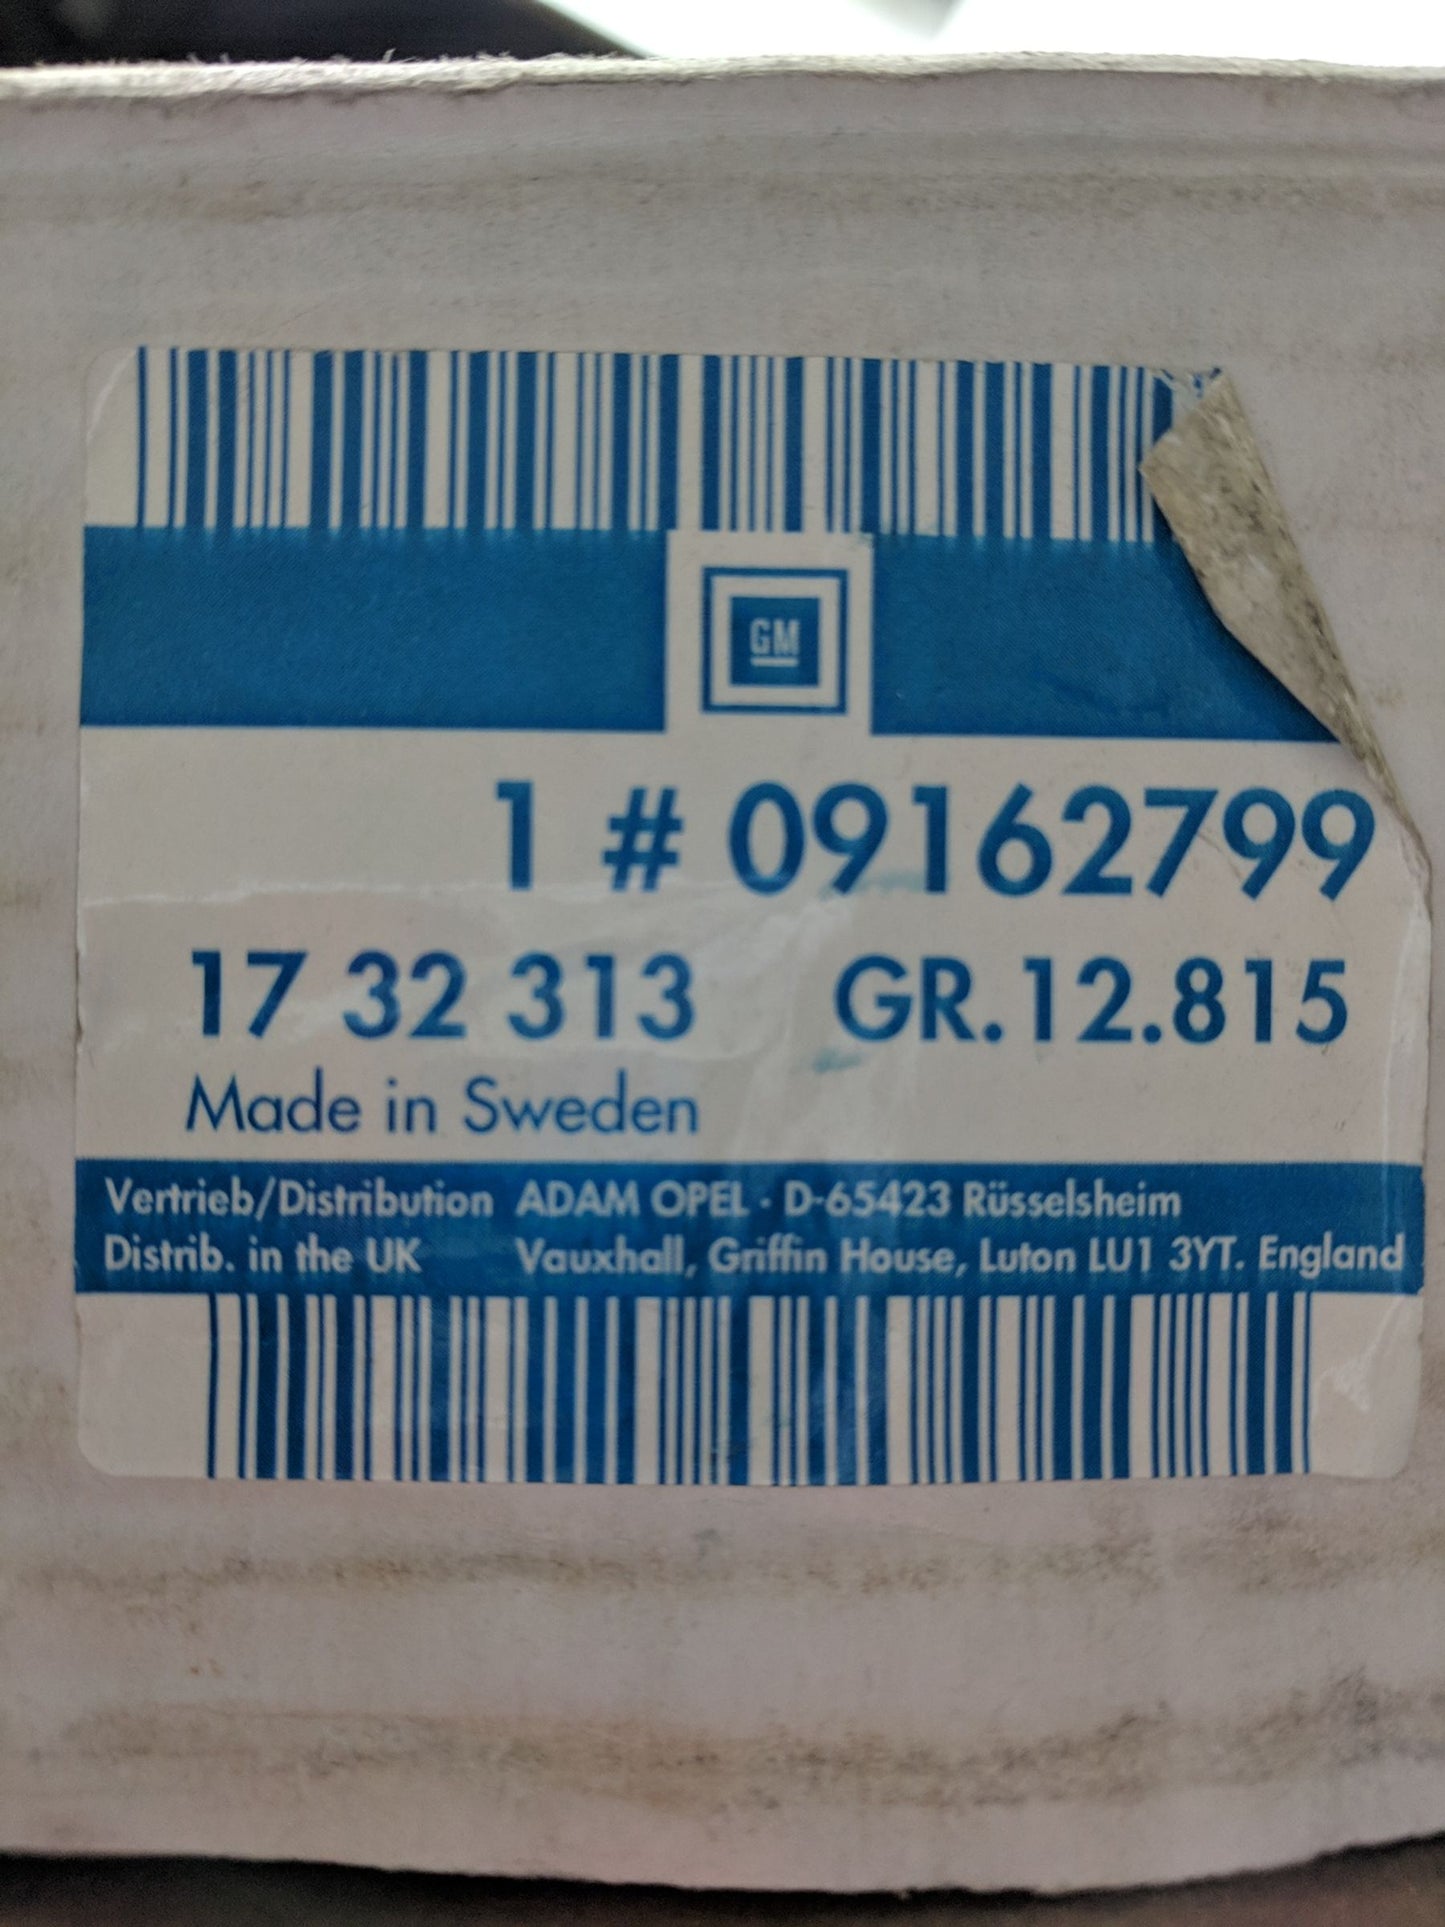 GM
1 # 09162799
17 32 313 GR.12.815
Made in Sweden
Vertrieb/Distribution ADAM OPEL · D-65423 Rüsselsheim
Distrib. in the UK Vauxhall, Griffin House, Luton LU1 3YT. England